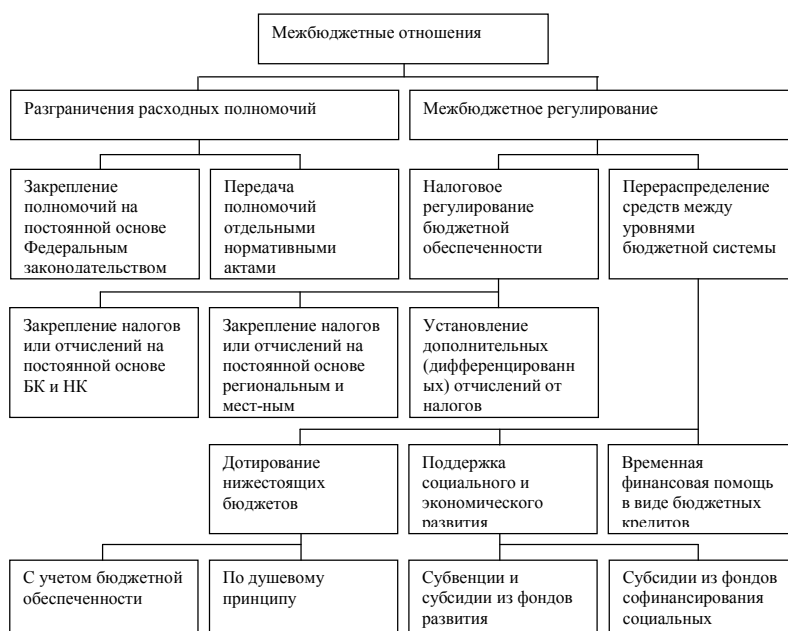 Межбюджетные отношения
Разграничения расходных полномочий
Межбюджетное регулирование
Закрепление
полномочий на
постоянной основе
Федеральным
законодательством
Передача
полномочий
отдельными
нормативными
актами
Налоговое
регулирование
бюджетной
обеспеченности
Перераспределение
средств между
уровнями
бюджетной системы
Закрепление налогов
или отчислений на
постоянной основе
БК и НК
Закрепление налогов
или отчислений на
постоянной основе
региональным и
мест-ным
Установление
дополнительных
(дифференцированн
ых) отчислений от
налогов
Дотирование
нижестоящих
бюджетов
Поддержка
социального и
экономического
развития
Временная
финансовая помощь
в виде бюджетных
кредитов
С учетом бюджетной
обеспеченности
По душевому
принципу
Субвенции и
субсидии из фондов
развития
Субсидии из фондов
софинансирования
социальных